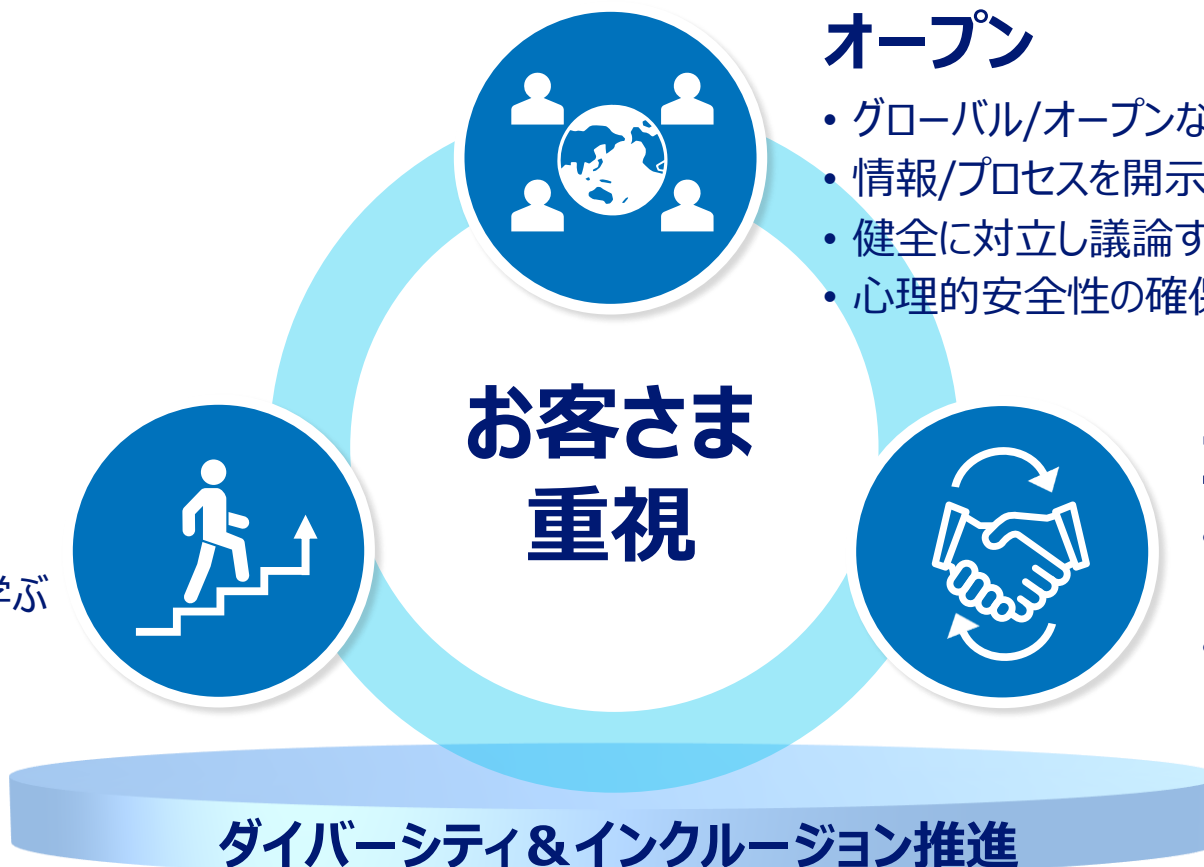 オープン
• グローバル/オープンな
• 情報/プロセスを開示
• 健全に対立し議論す
• 心理的安全性の確
お客さま
重視
学ぶ
ダイバーシティ&インクルージョン推進